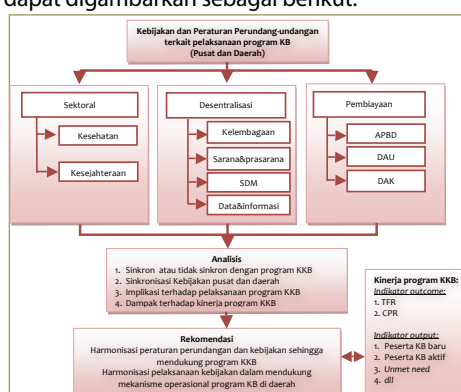 dapat digambarkan sebagai berikut:
Kebijakan dan Peraturan Perundang-undangan
terkait pelaksanaan program KB
(Pusat dan Daerah)
Sektoral
Kesehatan
Kesejahteraan
Desentralisasi
Kelembagaan
Sarana&prasarana
SDM
Data&informasi
Pembiayaan
APBD
DAU
DAK
Analisis
1. Sinkron atau tidak sinkron dengan program KKB
2. Sinkronisasi Kebijakan pusat dan daerah
3. Implikasi terhadap pelaksanaan program KKB
4. Dampak terhadap kinerja program KKB
Rekomendasi
Harmonisasi peraturan perundangan dan kebijakan sehingga
mendukung program KKB
Harmonisasi pelaksanaan kebijakan dalam mendukung
mekanisme operasional program KB di daerah
Kinerja program KKB:
Indikator outcome:
1. TFR
2. CPR
Indikator output:
1. Peserta KB baru
2. Peserta KB aktif
3. Unmet need
4. dll